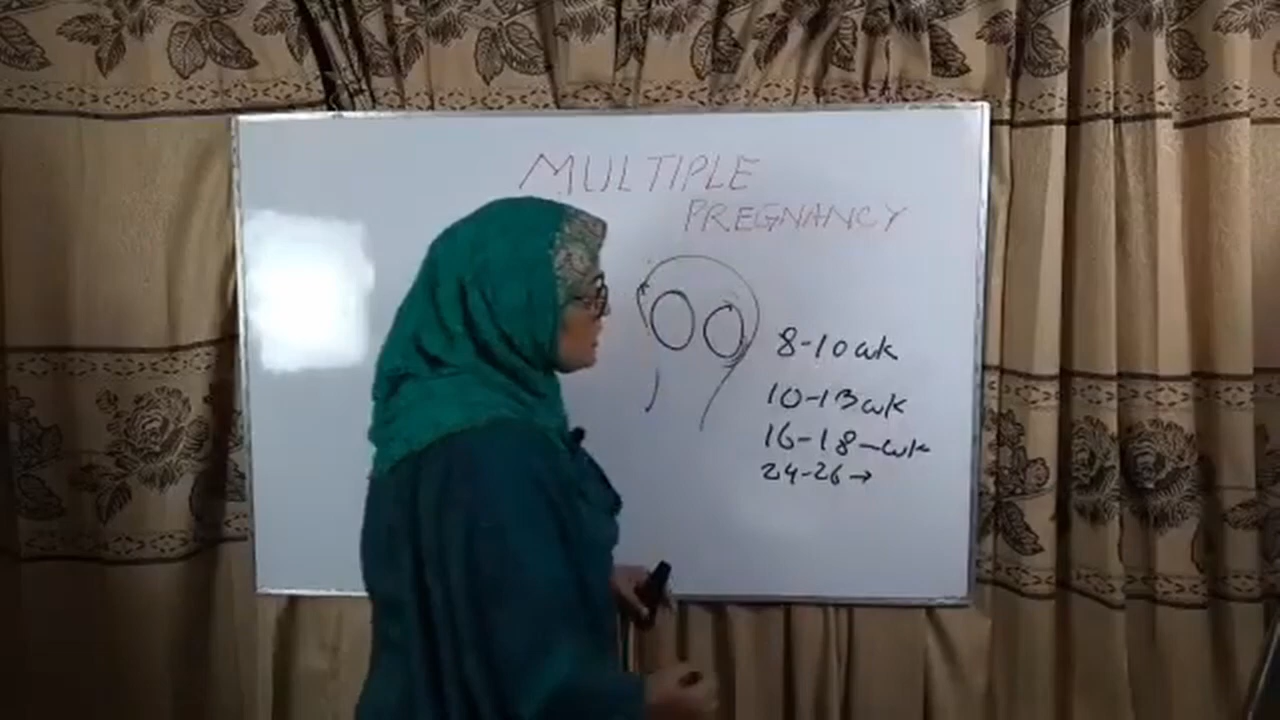 MULTIPLE
PREGNANCY
8-10 wk
10-13 wk
16-18-wk
24-26 →